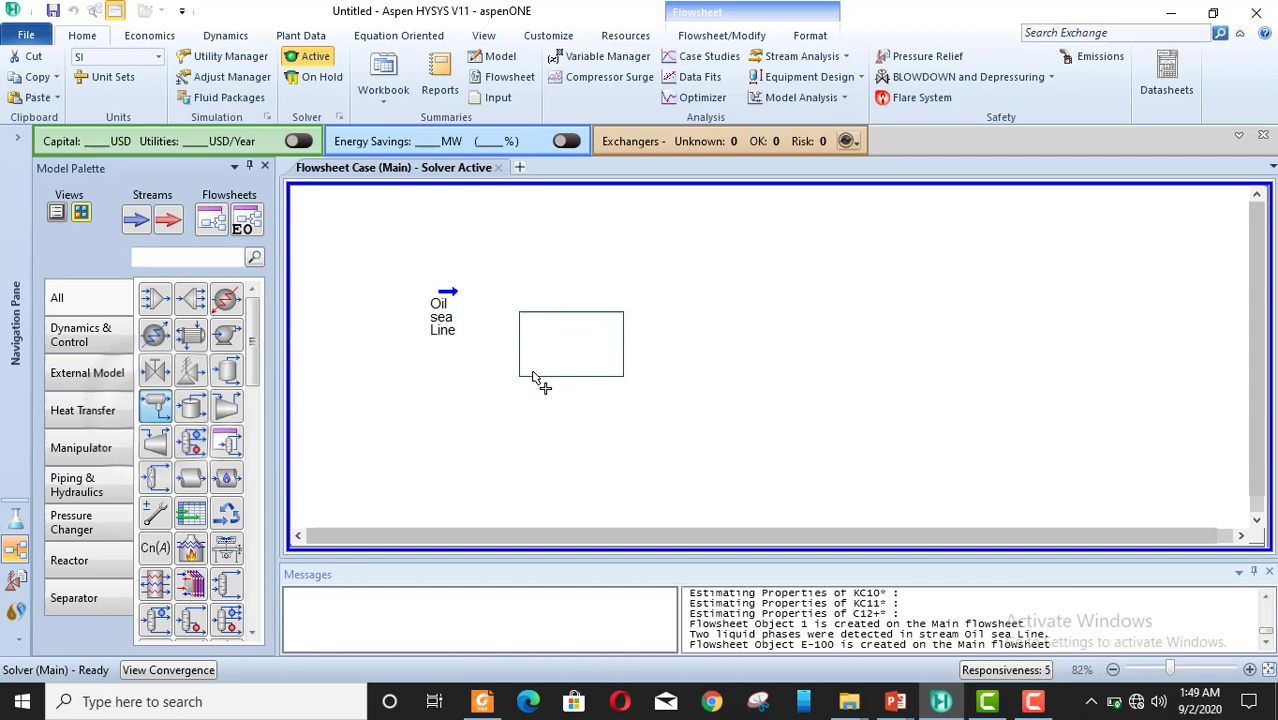 Untitled - Aspen HYSYS V11 - aspenONE
Flowsheet
File
Home
Economics
Dynamics
Plant Data
Equation Oriented
View
Customize
Resources
Flowsheet/Modify
Format
Search Exchange
Cut
SI
Utility Manager
Active
Model
Variable Manager
Case Studies
Stream Analysis
Pressure Relief
Emissions
Copy
Unit Sets
Adjust Manager
On Hold
Workbook
Reports
Flowsheet
Compressor Surge
Data Fits
Equipment Design
BLOWDOWN and Depressuring
Datasheets
Paste
Fluid Packages
Input
Optimizer
Model Analysis
Flare System
Clipboard
Units
Simulation
Solver
Summaries
Analysis
Safety
Capital: ____USD Utilities: ____USD/Year
Energy Savings: ____MW (____%)
Exchangers - Unknown: 0 OK: 0 Risk: 0
Model Palette
Flowsheet Case (Main) - Solver Active
Views
Streams
Flowsheets
EO
Navigation Pane
All
Dynamics &
Control
External Model
Heat Transfer
Manipulator
Piping &
Hydraulics
Pressure
Changer
Reactor
Separator
Cn(A)
Oil
sea
Line
Messages
Estimating Properties of KC10* :
Estimating Properties of KC11* :
Estimating Properties of C12+* :
Flowsheet Object 1 is created on the Main flowsheet
Two liquid phases were detected in stream Oil sea Line.
Flowsheet Object E-100 is created on the Main flowsheet
Activate Windows
Settings to activate Windows.
Solver (Main) - Ready
View Convergence
Responsiveness: 5
82%
Type here to search
1:49 AM
9/2/2020